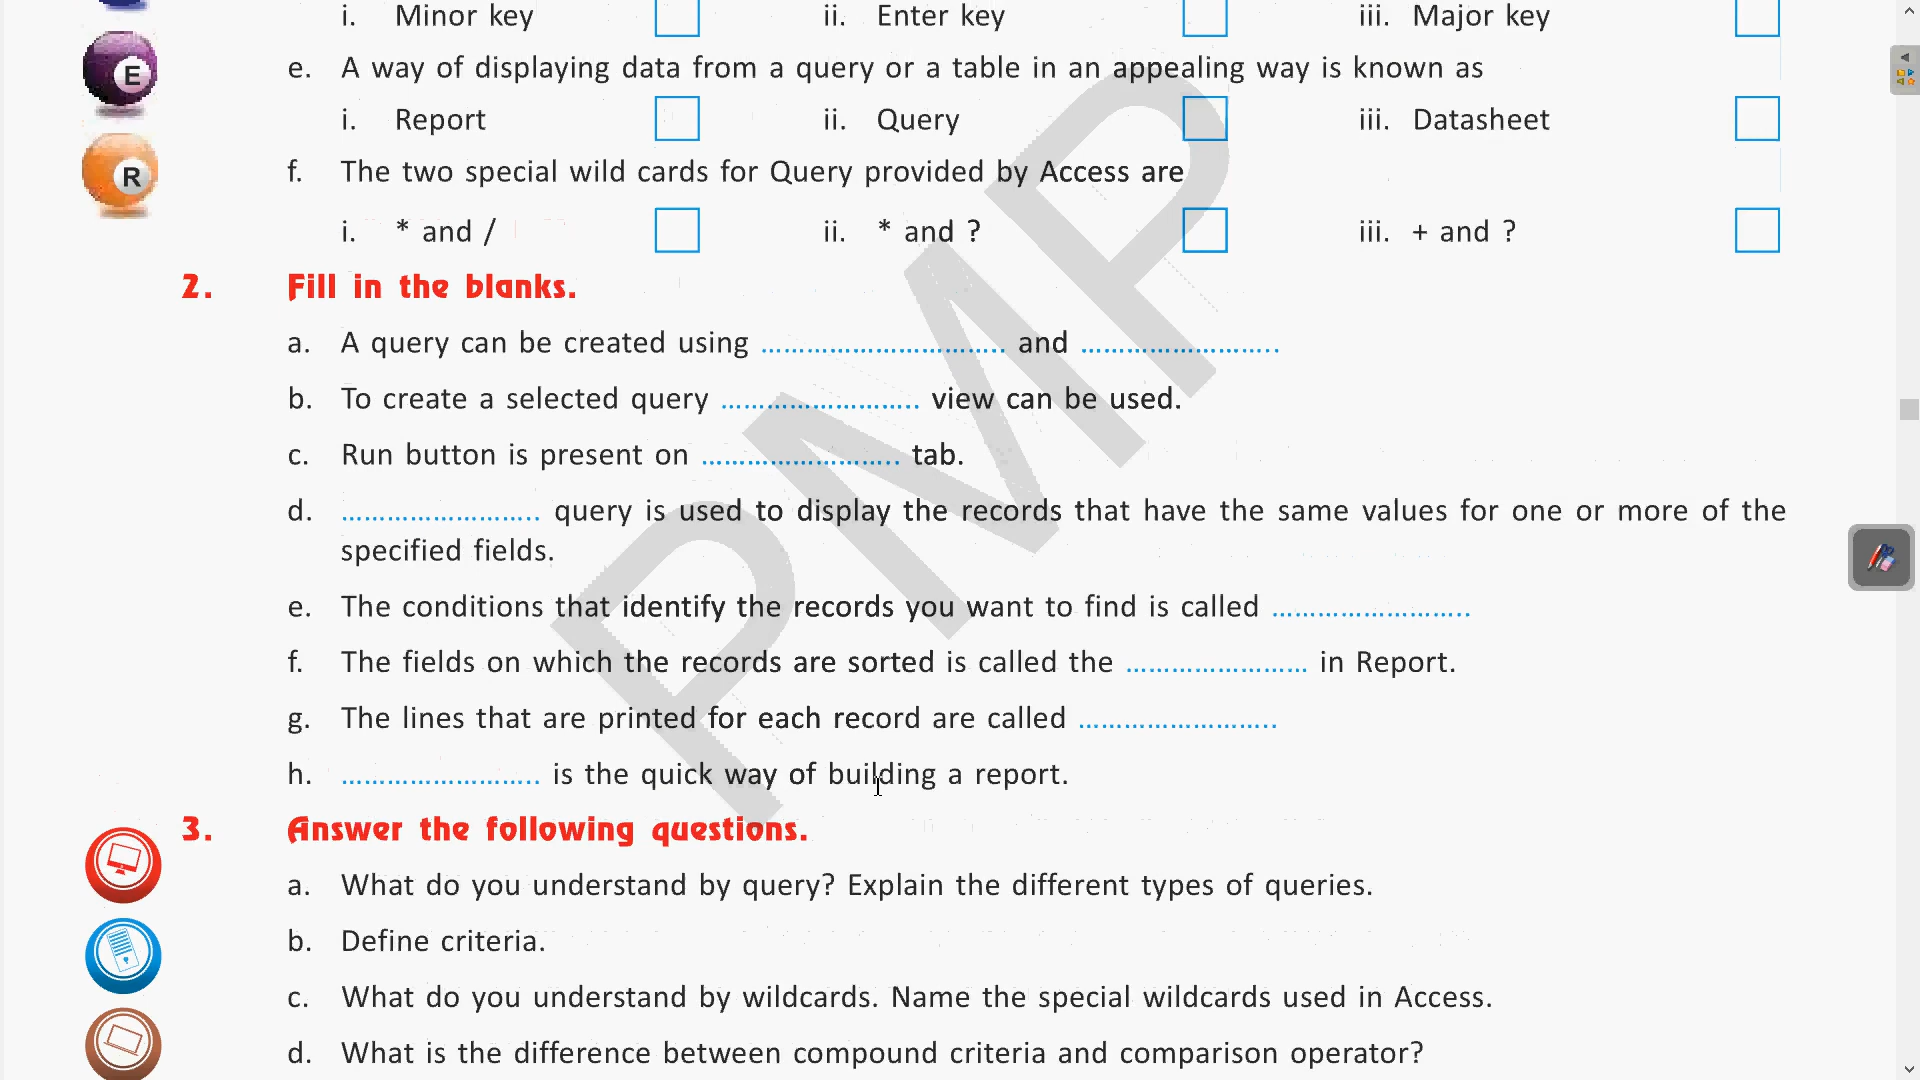 i. Minor key ii. Enter key iii. Major key
E
e. A way of displaying data from a query or a table in an appealing way is known as
i. Report ii. Query iii. Datasheet
R
f. The two special wild cards for Query provided by Access are
i. * and / ii. * and ? iii. + and ?
2. Fill in the blanks.
a. A query can be created using ................................ and ..........................
b. To create a selected query .......................... view can be used.
c. Run button is present on .......................... tab.
d. .......................... query is used to display the records that have the same values for one or more of the
specified fields.
e. The conditions that identify the records you want to find is called ..........................
f. The fields on which the records are sorted is called the ........................ in Report.
g. The lines that are printed for each record are called ..........................
h. .......................... is the quick way of building a report.
3. Answer the following questions.
a. What do you understand by query? Explain the different types of queries.
b. Define criteria.
c. What do you understand by wildcards. Name the special wildcards used in Access.
d. What is the difference between compound criteria and comparison operator?
PMP